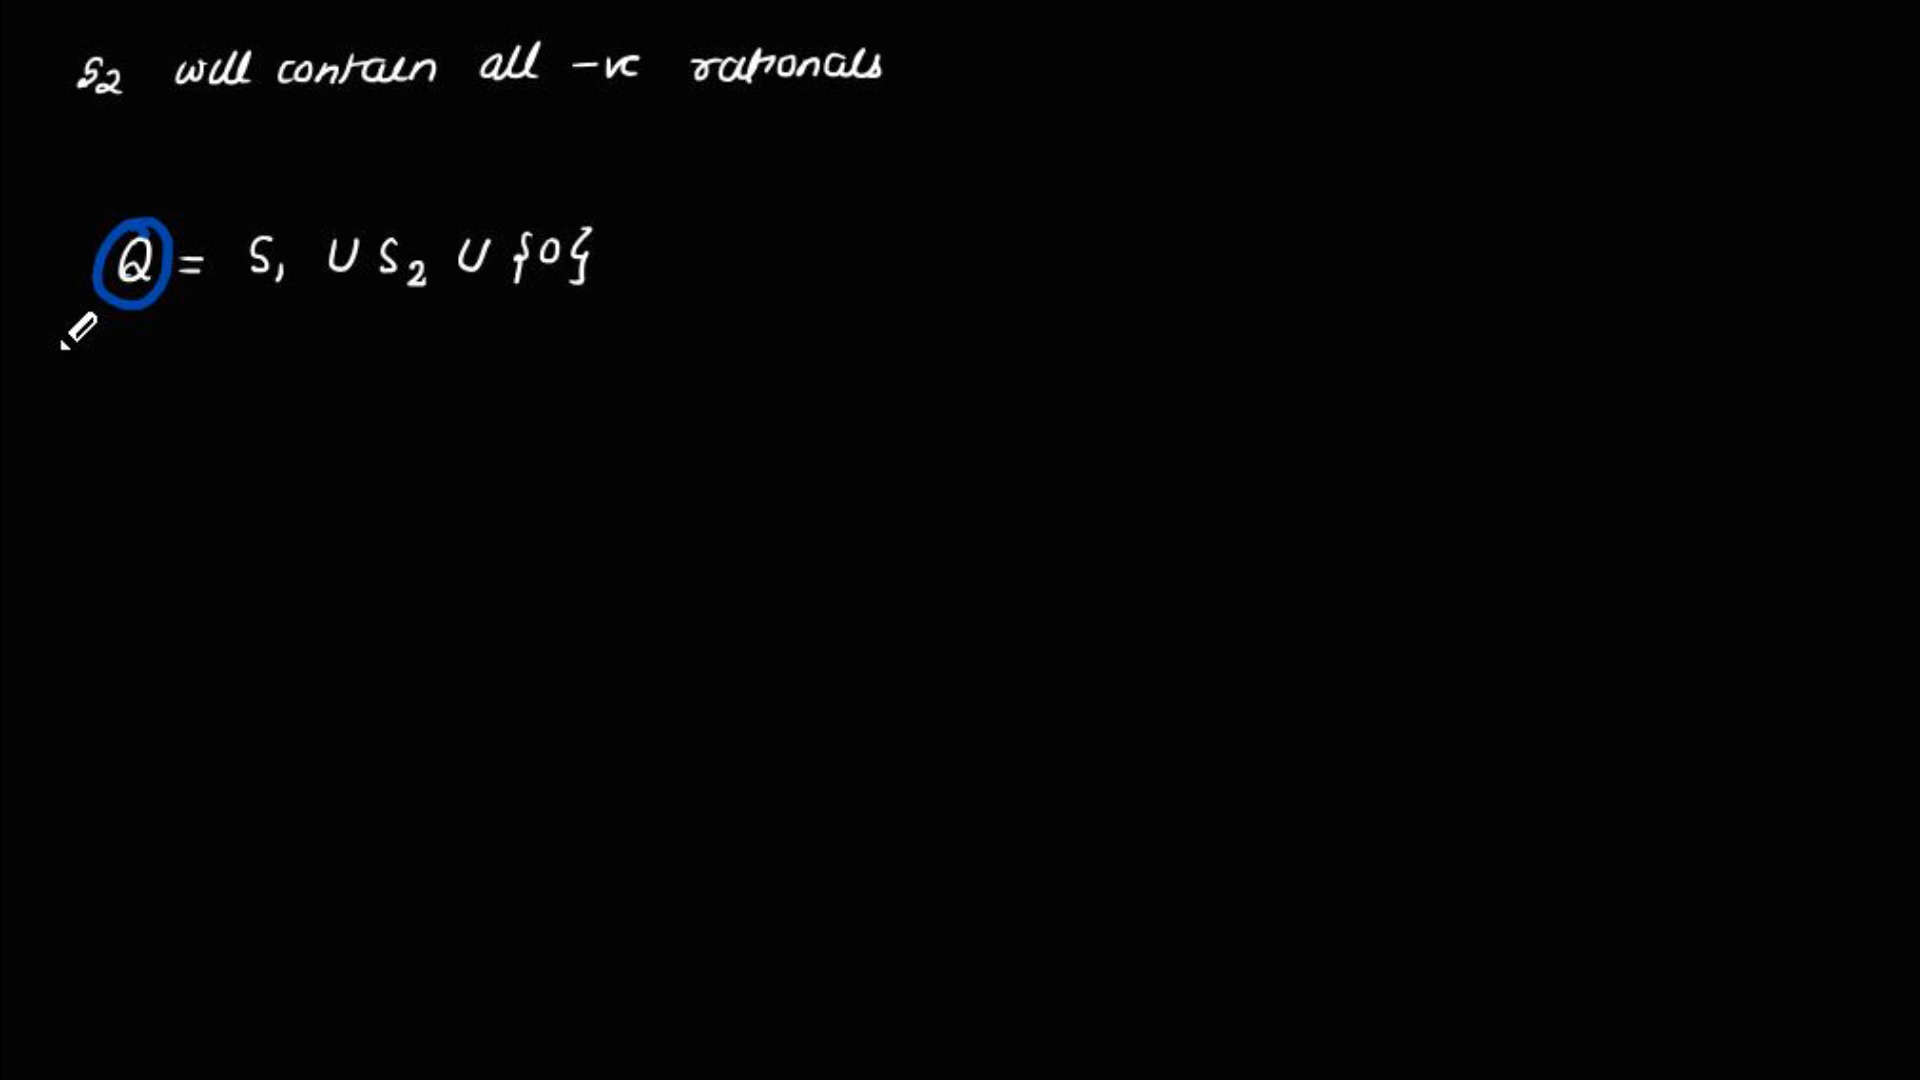 S₂ will contain all -ve rationals
Q = S₁ ∪ S₂ ∪ {0}